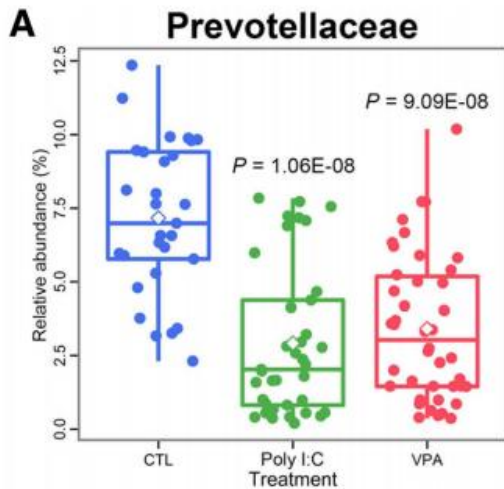 A
Prevotellaceae
P = 9.09E-08
P = 1.06E-08
Relative abundance (%)
12.5
10.0
7.5
5.0
2.5
0.0
CTL
Poly I:C
VPA
Treatment